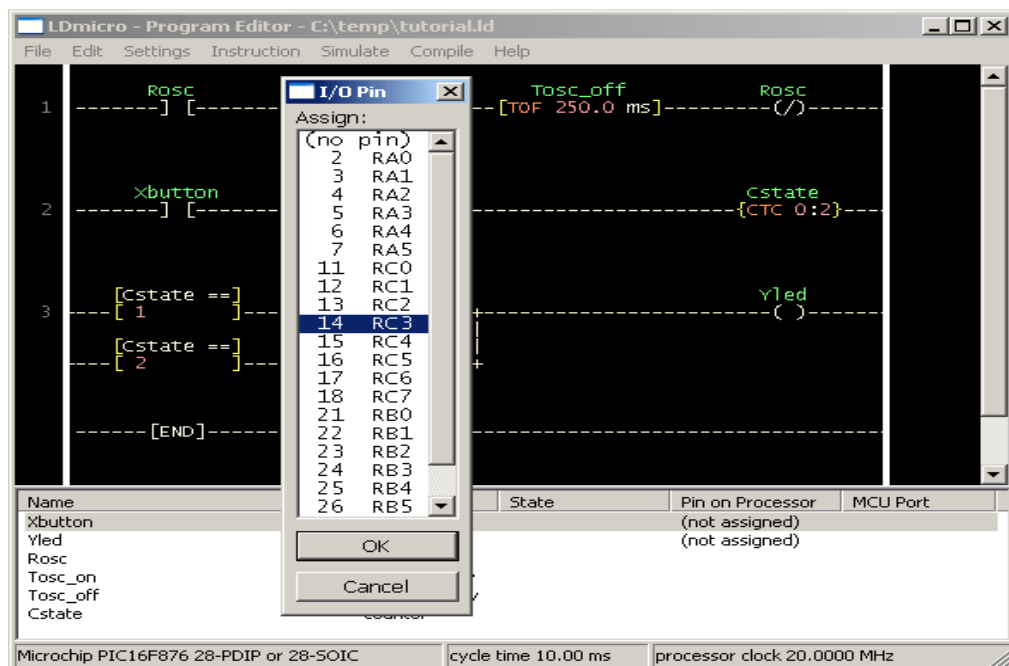 LDmicro - Program Editor - C:\temp\tutorial.ld
File Edit Settings Instruction Simulate Compile Help
I/O Pin
Assign:
(no pin)
2 RA0
3 RA1
4 RA2
5 RA3
6 RA4
7 RA5
11 RC0
12 RC1
13 RC2
14 RC3
15 RC4
16 RC5
17 RC6
18 RC7
21 RB0
22 RB1
23 RB2
24 RB3
25 RB4
26 RB5
OK
Cancel
Rosc Tosc_off Rosc
1 -------] [------- --[TOF 250.0 ms]---------(/)-------
Xbutton Cstate
2 -------] [------- {CTC 0:2}----
[Cstate ==] Yled
3 ----[ 1 ]--- ( )
[Cstate ==]
----[ 2 ]---
------[END]------
Name State Pin on Processor MCU Port
Xbutton (not assigned)
Yled (not assigned)
Rosc
Tosc_on
Tosc_off
Cstate
Microchip PIC16F876 28-PDIP or 28-SOIC cycle time 10.00 ms processor clock 20.0000 MHz